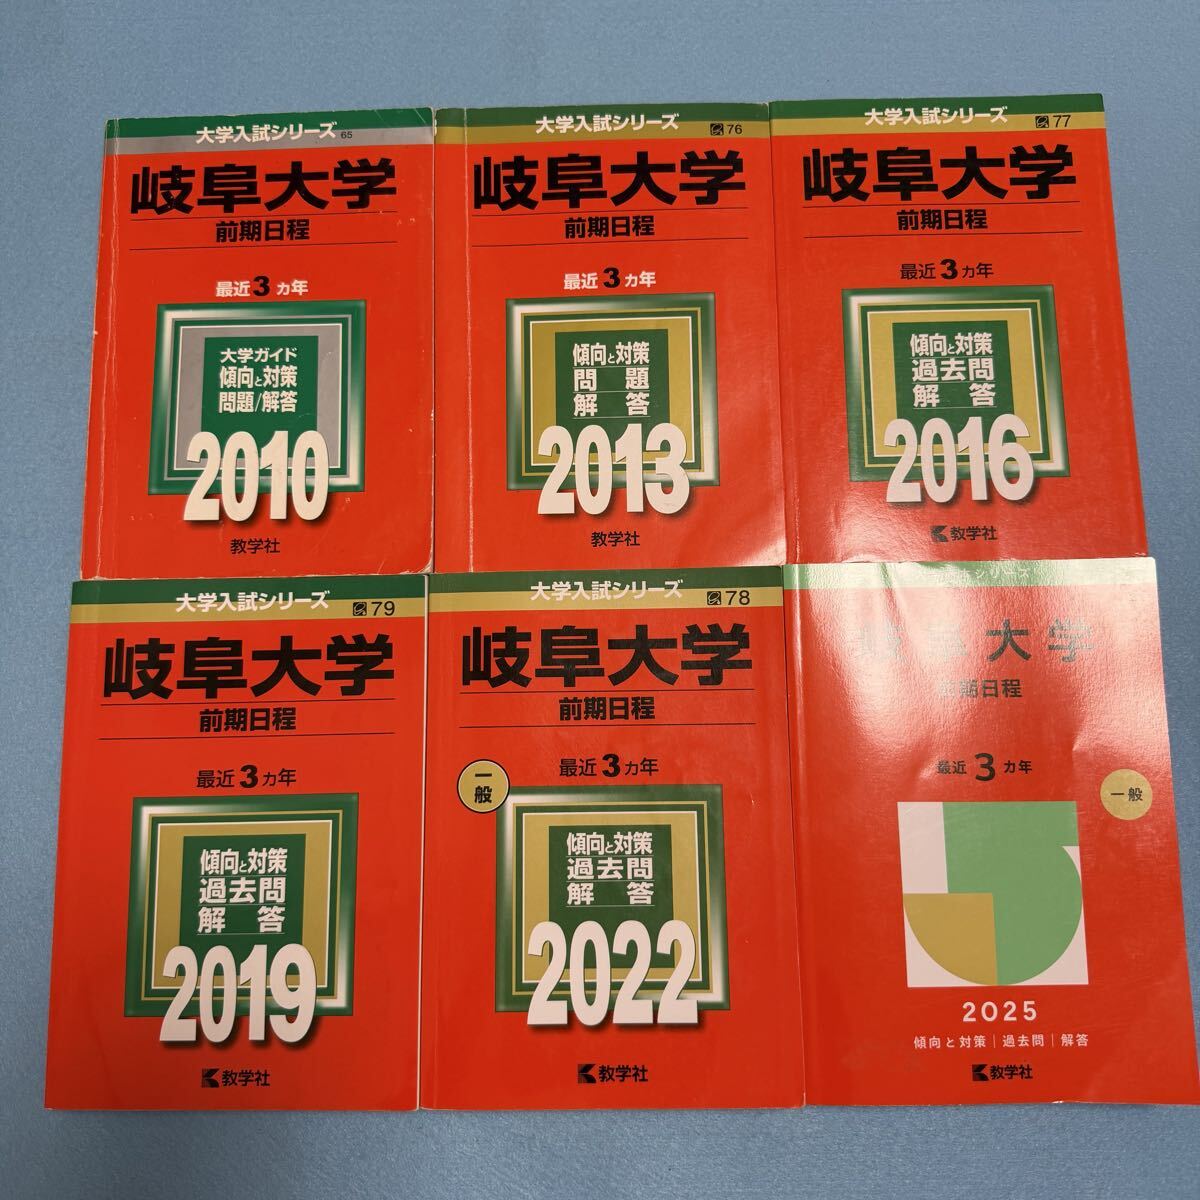 大学入試シリーズ
65
岐阜大学
前期日程
最近3ヵ年
大学ガイド
傾向と対策
問題/解答
2010
教学社
大学入試シリーズ
76
岐阜大学
前期日程
最近3ヵ年
傾向と対策
問題
解答
2013
教学社
大学入試シリーズ
77
岐阜大学
前期日程
最近3ヵ年
傾向と対策
過去問
解答
2016
教学社
大学入試シリーズ
79
岐阜大学
前期日程
最近3ヵ年
傾向と対策
過去問
解答
2019
教学社
大学入試シリーズ
78
岐阜大学
前期日程
最近3ヵ年
一般
傾向と対策
過去問
解答
2022
教学社
岐阜大学
前期日程
最近3ヵ年
一般
2025
傾向と対策|過去問|解答
教学社